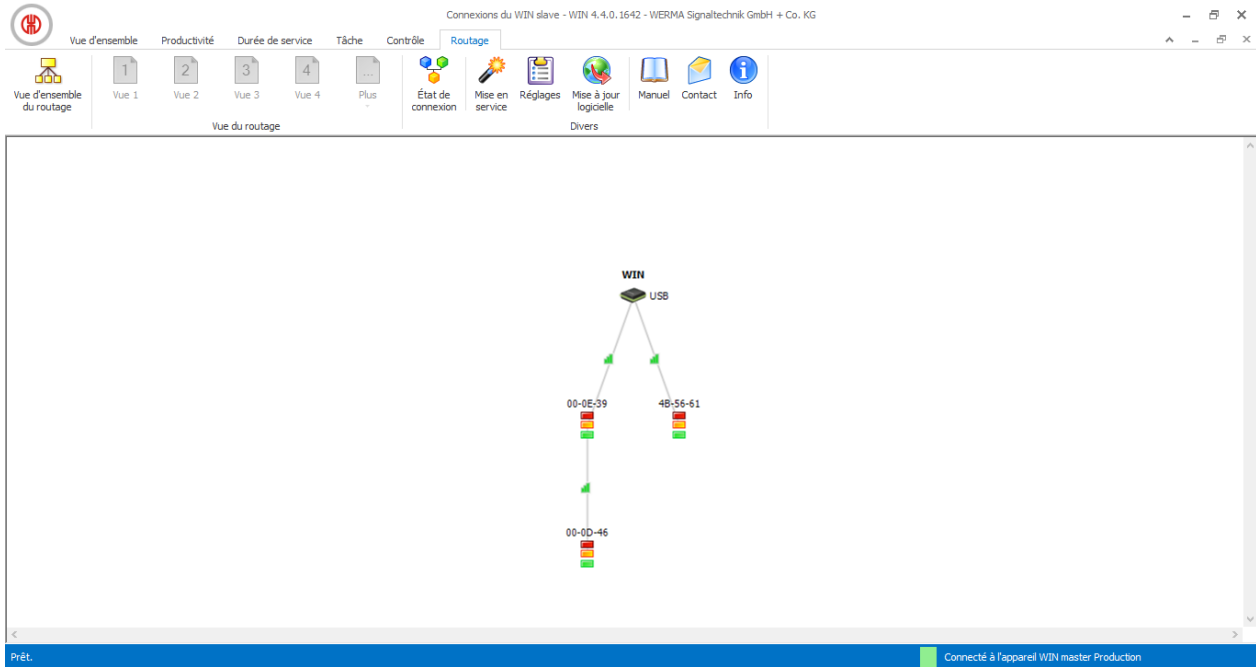 Connexions du WIN slave - WIN 4.4.0.1642 - WERMA Signaltechnik GmbH + Co. KG
Vue d'ensemble Productivité Durée de service Tâche Contrôle Routage
1 2 3 4 ...
Vue d'ensemble du routage
Vue 1 Vue 2 Vue 3 Vue 4 Plus
État de connexion
Mise en service
Réglages
Mise à jour logicielle
Manuel Contact Info
Vue du routage Divers
WIN
USB
00-0E-39 4B-56-61
00-0D-46
Prêt. Connecté à l'appareil WIN master Production